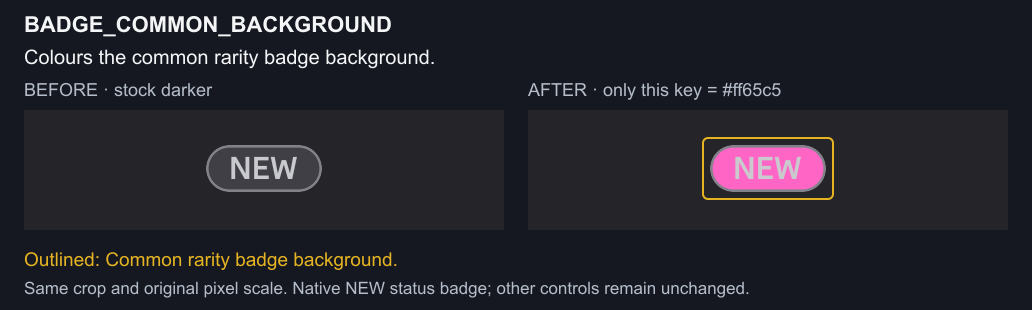 BADGE_COMMON_BACKGROUND
Colours the common rarity badge background.
BEFORE · stock darker
AFTER · only this key = #ff65c5
NEW
NEW
Outlined: Common rarity badge background.
Same crop and original pixel scale. Native NEW status badge; other controls remain unchanged.